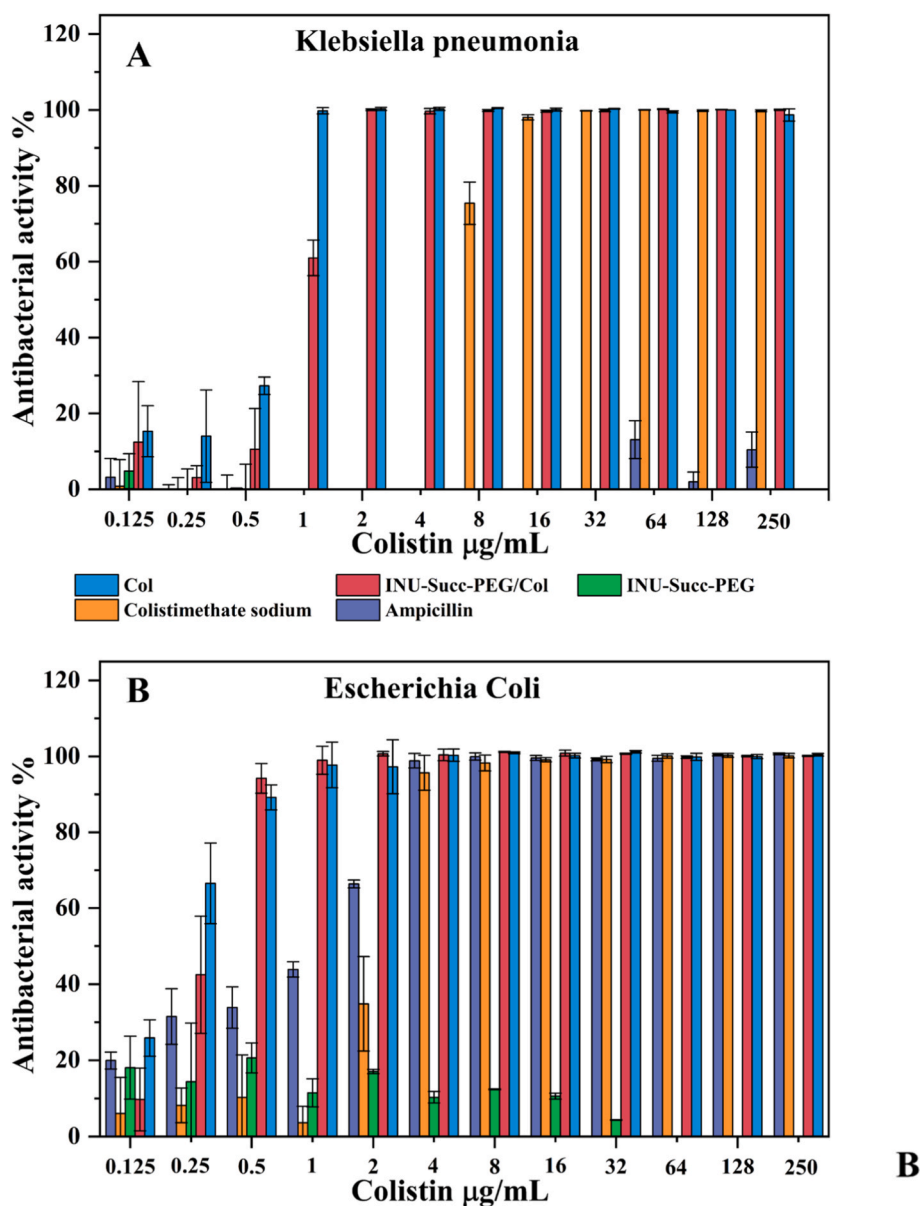 A
Klebsiella pneumonia
Antibacterial activity %
120
100
80
60
40
20
0
0.125 0.25 0.5 1 2 4 8 16 32 64 128 250
Colistin µg/mL
Col INU-Succ-PEG/Col INU-Succ-PEG
Colistimethate sodium Ampicillin
B
Escherichia Coli
Antibacterial activity %
120
100
80
60
40
20
0
0.125 0.25 0.5 1 2 4 8 16 32 64 128 250
Colistin µg/mL
B